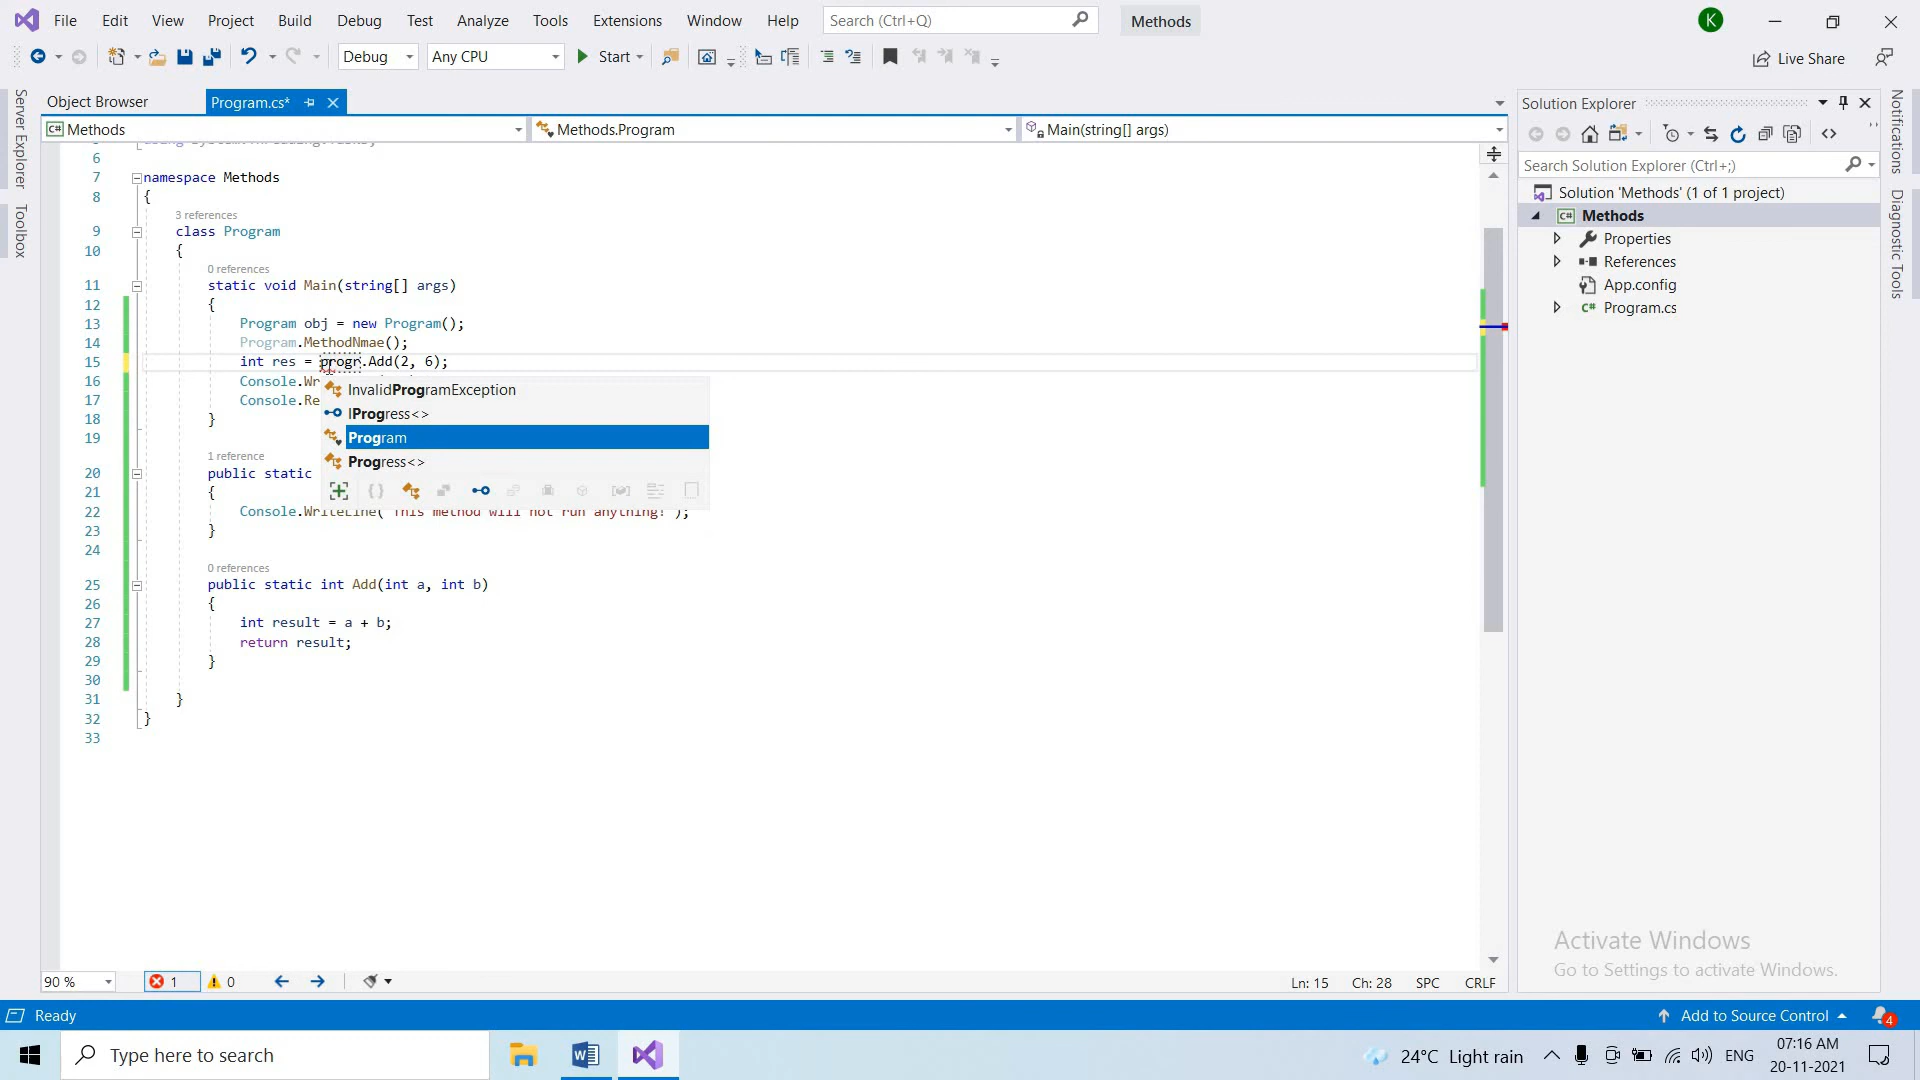 File Edit View Project Build Debug Test Analyze Tools Extensions Window Help Search (Ctrl+Q) Methods K
Debug Any CPU Start Live Share
Server Explorer
Toolbox
Object Browser Program.cs*
Methods Methods.Program Main(string[] args)
6
7 namespace Methods
8 {
3 references
9 class Program
10 {
0 references
11 static void Main(string[] args)
12 {
13 Program obj = new Program();
14 Program.MethodNmae();
15 int res = progr.Add(2, 6);
16 Console.Wr
17 Console.Re
18 }
19
InvalidProgramException
IProgress<>
Program
Progress<>
1 reference
20 public static
21 {
22 Console.WriteLine("This method will not run anything!");
23 }
24
0 references
25 public static int Add(int a, int b)
26 {
27 int result = a + b;
28 return result;
29 }
30
31 }
32 }
33
90 % 1 0 Ln: 15 Ch: 28 SPC CRLF
Solution Explorer
Search Solution Explorer (Ctrl+;)
Solution 'Methods' (1 of 1 project)
C# Methods
Properties
References
App.config
C# Program.cs
Notifications
Diagnostic Tools
Activate Windows
Go to Settings to activate Windows.
Ready Add to Source Control 4
Type here to search 24°C Light rain ENG 07:16 AM
20-11-2021